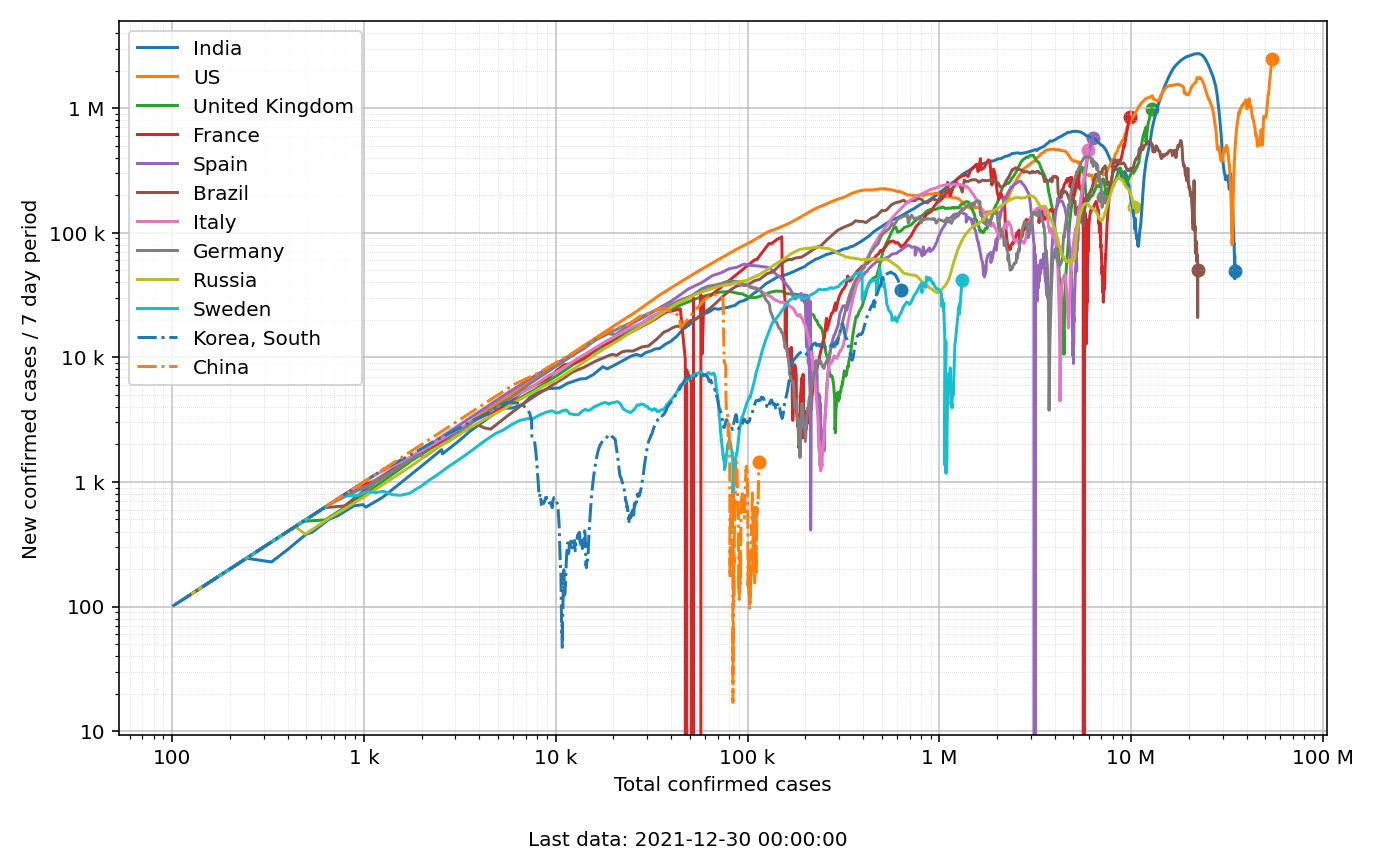 India
US
United Kingdom
France
Spain
Brazil
Italy
Germany
Russia
Sweden
Korea, South
China
New confirmed cases / 7 day period
1 M
100 k
10 k
1 k
100
10
100
1 k
10 k
100 k
1 M
10 M
100 M
Total confirmed cases
Last data: 2021-12-30 00:00:00